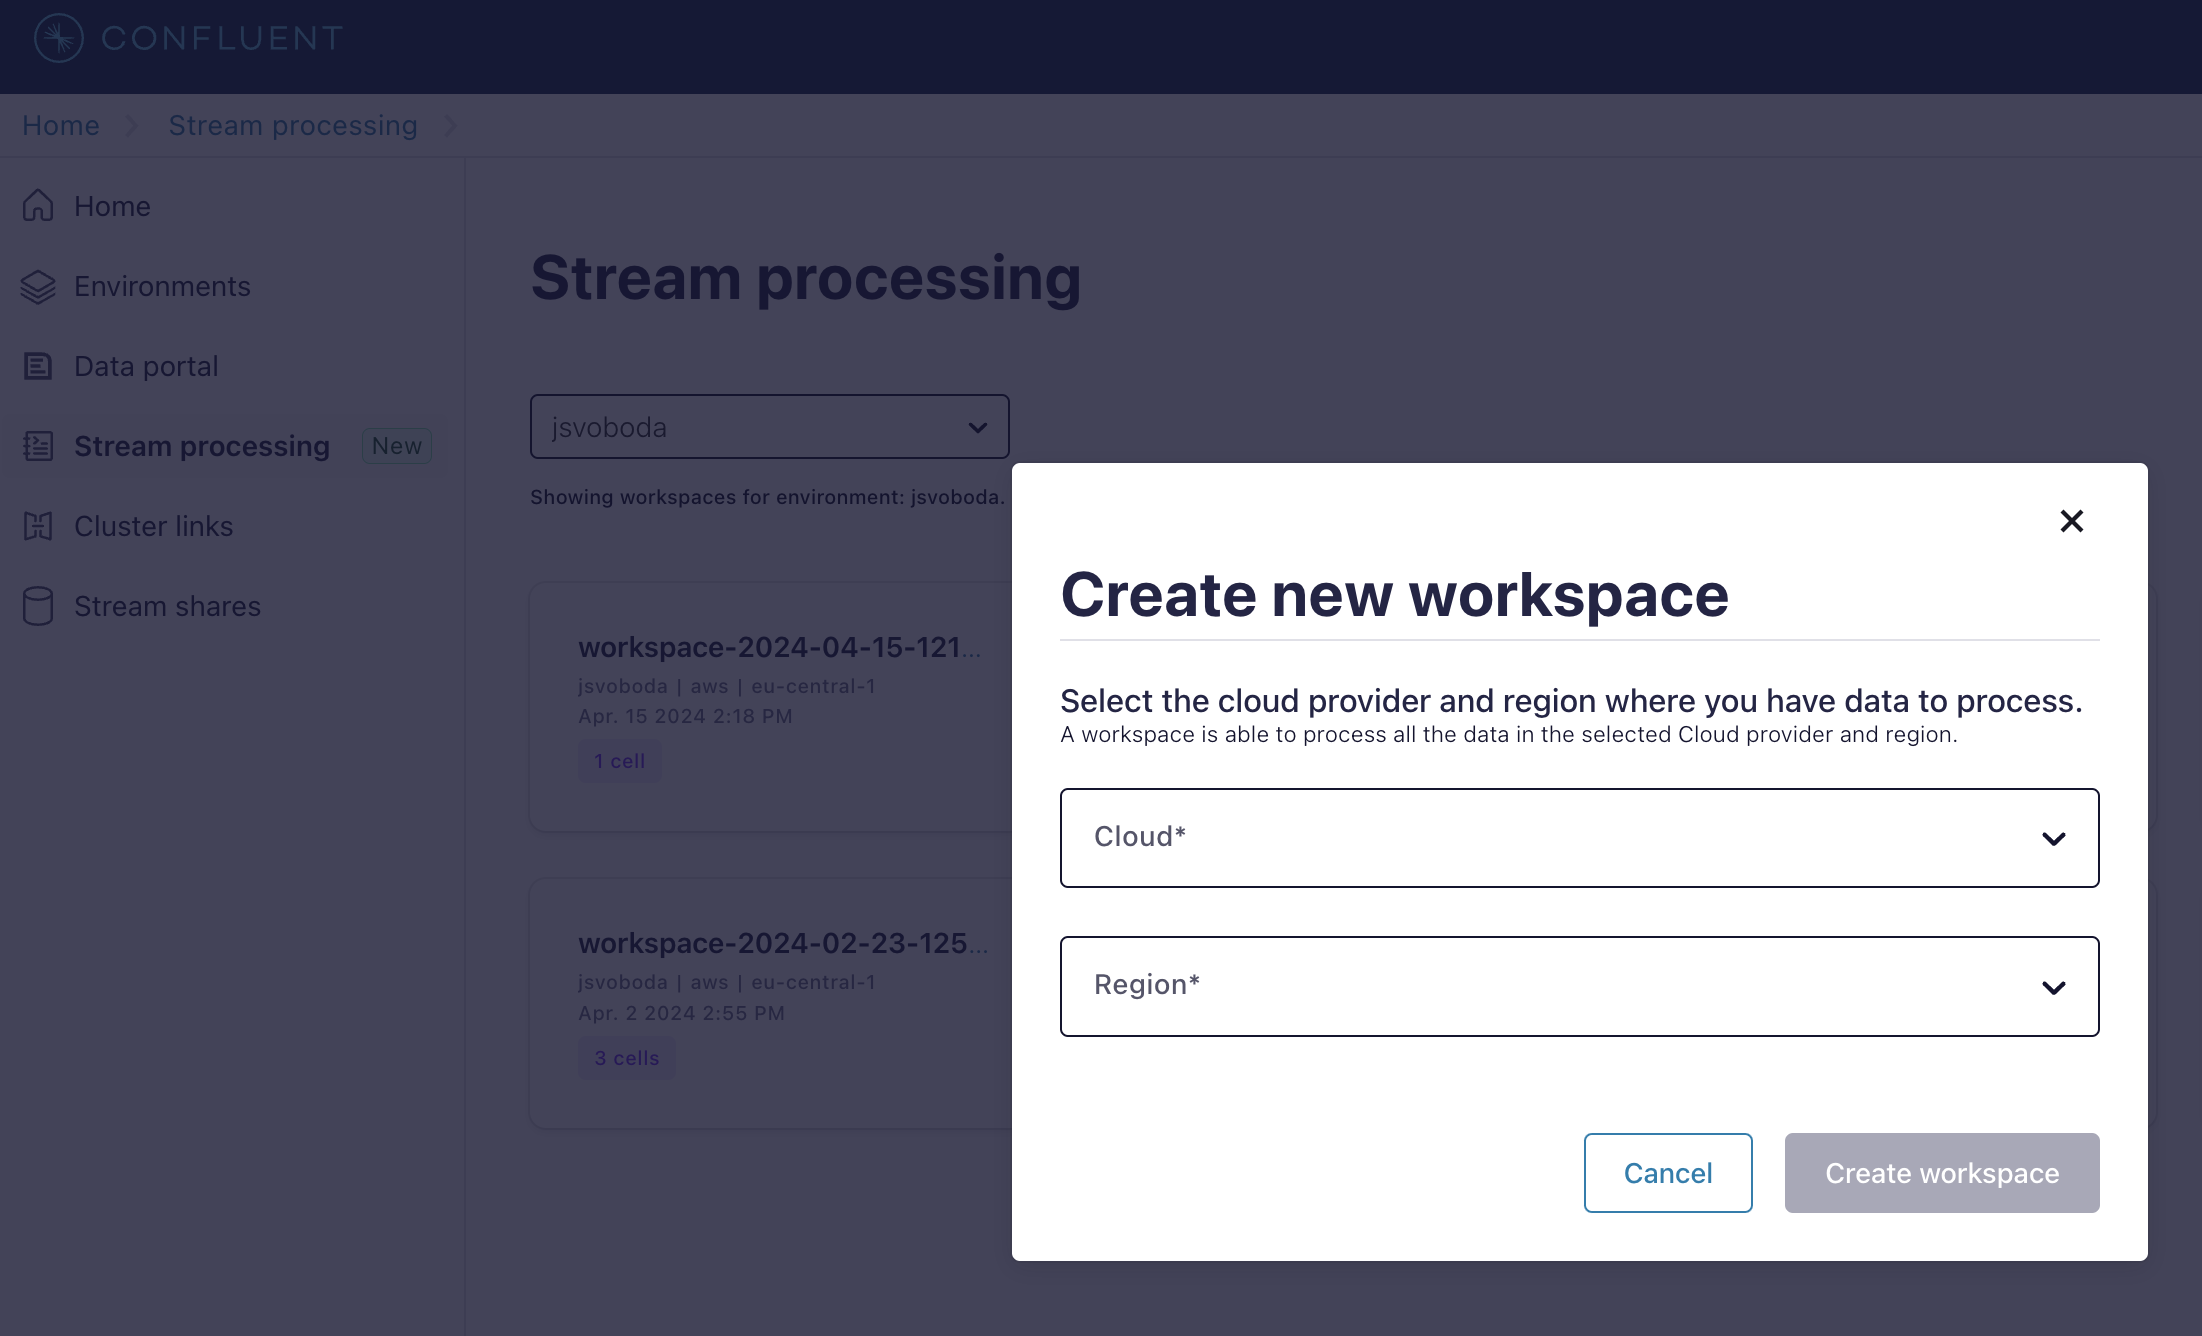 CONFLUENT
Home
Stream processing
Home
Environments
Data portal
Stream processing New
Cluster links
Stream shares
Stream processing
jsvoboda
Showing workspaces for environment: jsvoboda.
workspace-2024-04-15-121...
jsvoboda | aws | eu-central-1
Apr. 15 2024 2:18 PM
1 cell
workspace-2024-02-23-125...
jsvoboda | aws | eu-central-1
Apr. 2 2024 2:55 PM
3 cells
Create new workspace
Select the cloud provider and region where you have data to process.
A workspace is able to process all the data in the selected Cloud provider and region.
Cloud*
Region*
Cancel
Create workspace